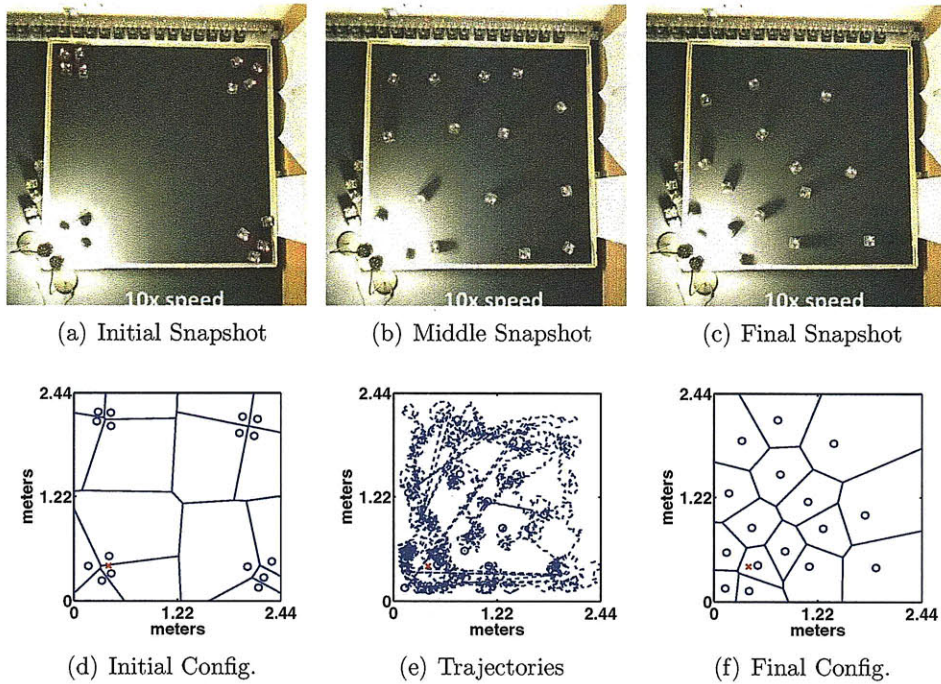 10x speed
10x speed
10x speed
(a) Initial Snapshot
(b) Middle Snapshot
(c) Final Snapshot
2.44
meters
1.22
0
0
1.22
2.44
meters
2.44
meters
1.22
0
0
1.22
2.44
meters
2.44
meters
1.22
0
0
1.22
2.44
meters
(d) Initial Config.
(e) Trajectories
(f) Final Config.